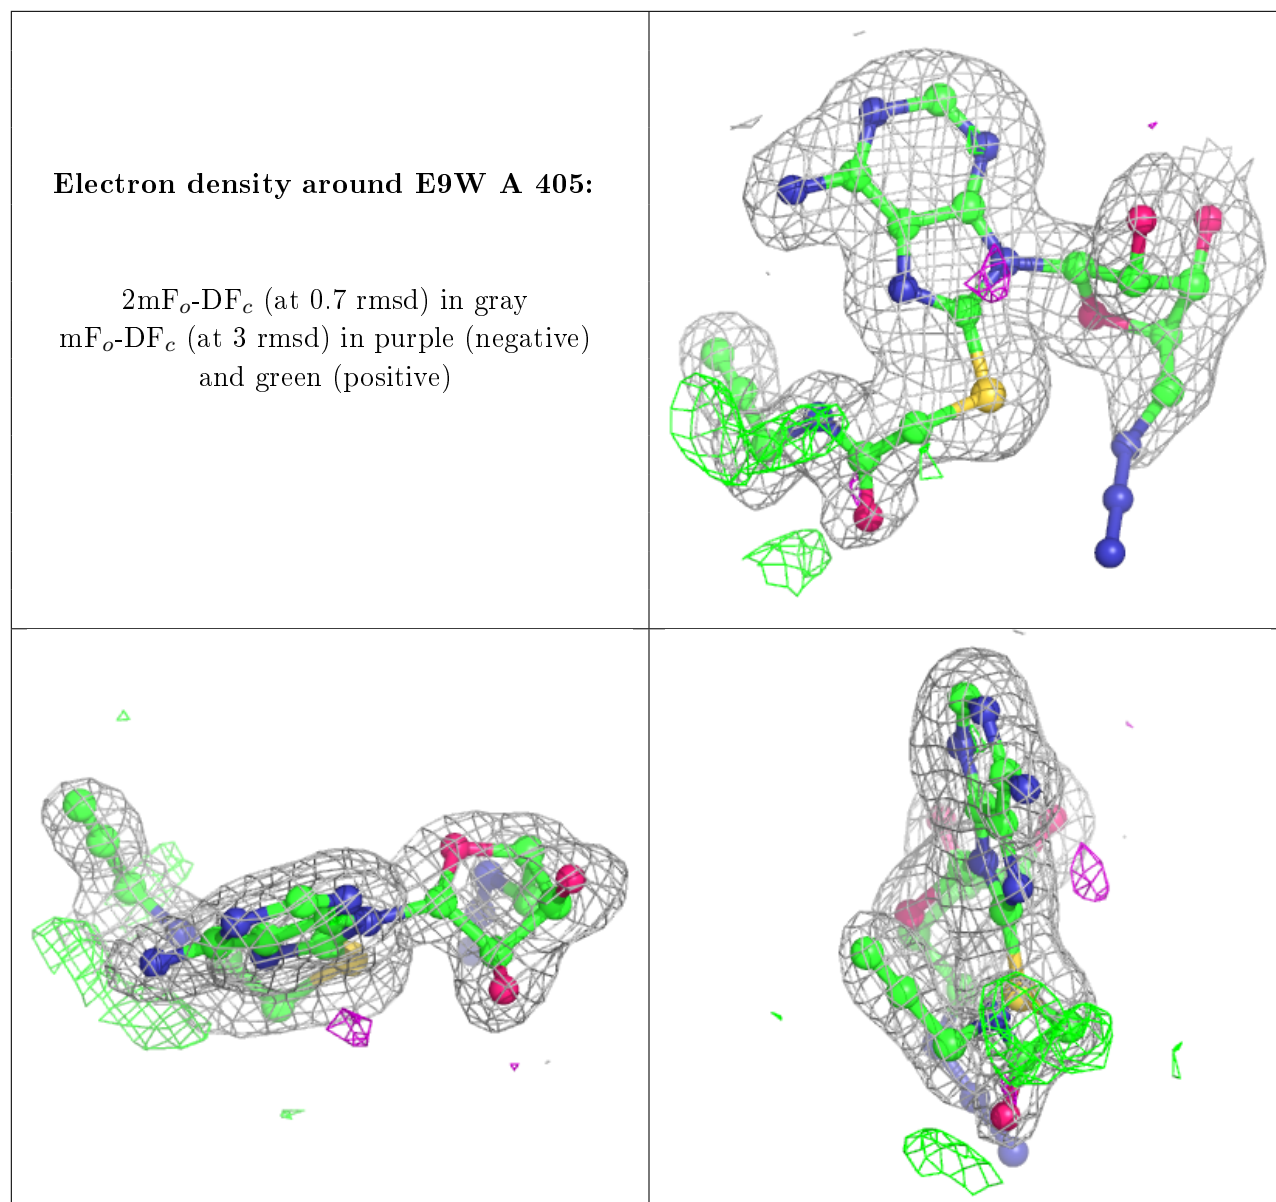 Electron density around E9W A 405:
2mFo-DFc (at 0.7 rmsd) in gray
mFo-DFc (at 3 rmsd) in purple (negative)
and green (positive)